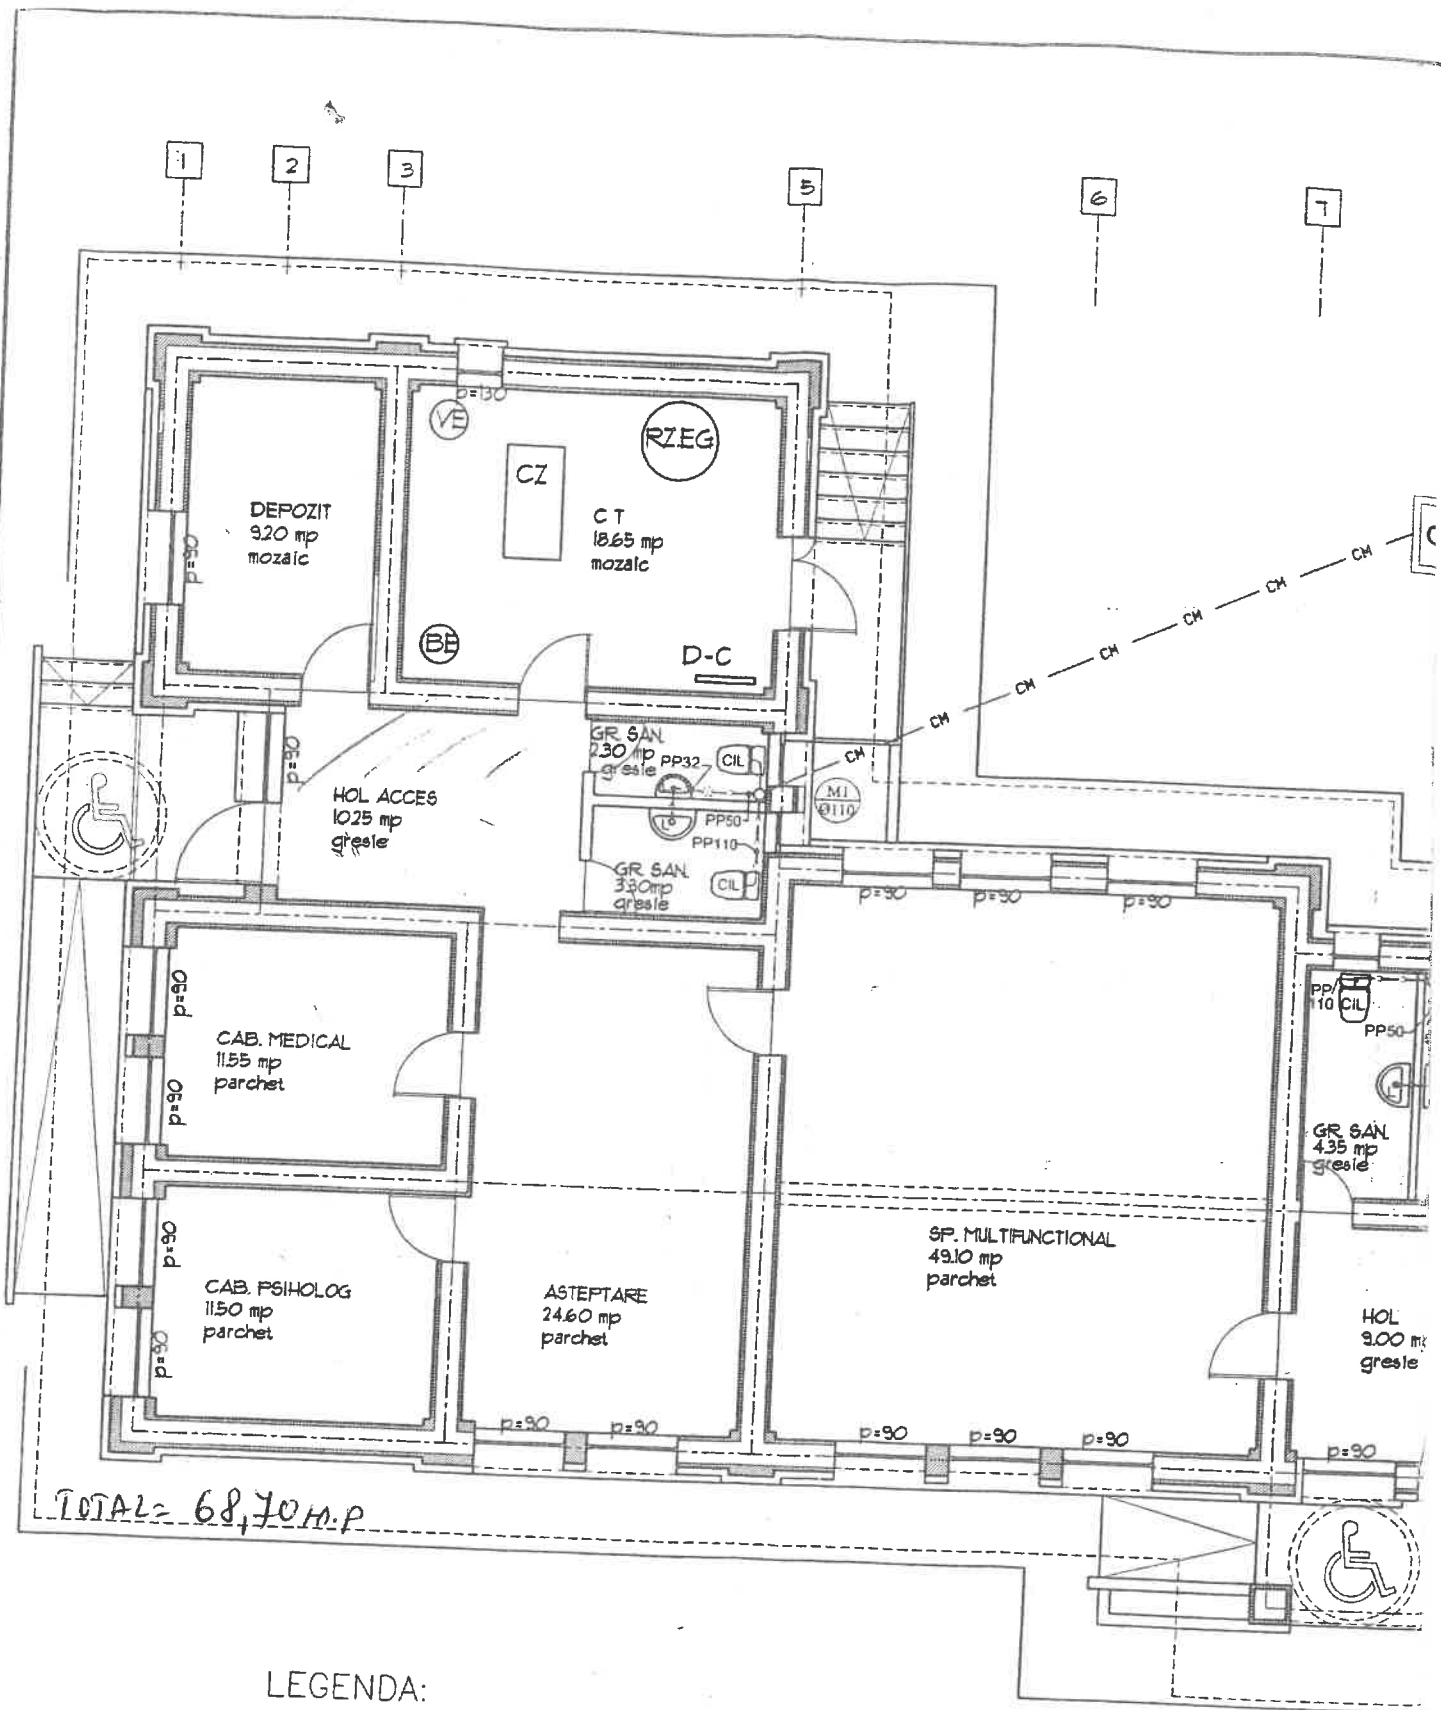 1
2
3
5
6
7
p=130
VE
RZEG
CZ
DEPOZIT
9.20 mp
mozaic
C T
18.65 mp
mozaic
p=90
BE
D-C
CM
CM
CM
CM
CM
CM
CM
GR. SAN.
2.30 mp
gresie
PP32
CIL
p=90
HOL ACCES
10.25 mp
gresie
M1
Ø110
PP50
L
PP110
GR. SAN.
3.30mp
gresie
CIL
p=90
p=90
p=90
p=90
PP
110
CIL
PP50
CAB. MEDICAL
11.55 mp
parchet
p=90
L
GR. SAN.
4.35 mp
gresie
p=90
SP. MULTIFUNCTIONAL
49.10 mp
parchet
CAB. PSIHOLOG
11.50 mp
parchet
ASTEPTARE
24.60 mp
parchet
HOL
9.00 m
gresie
p=90
p=90
p=90
p=90
p=90
p=90
p=90
TOTAL= 68,70 m.p
LEGENDA: